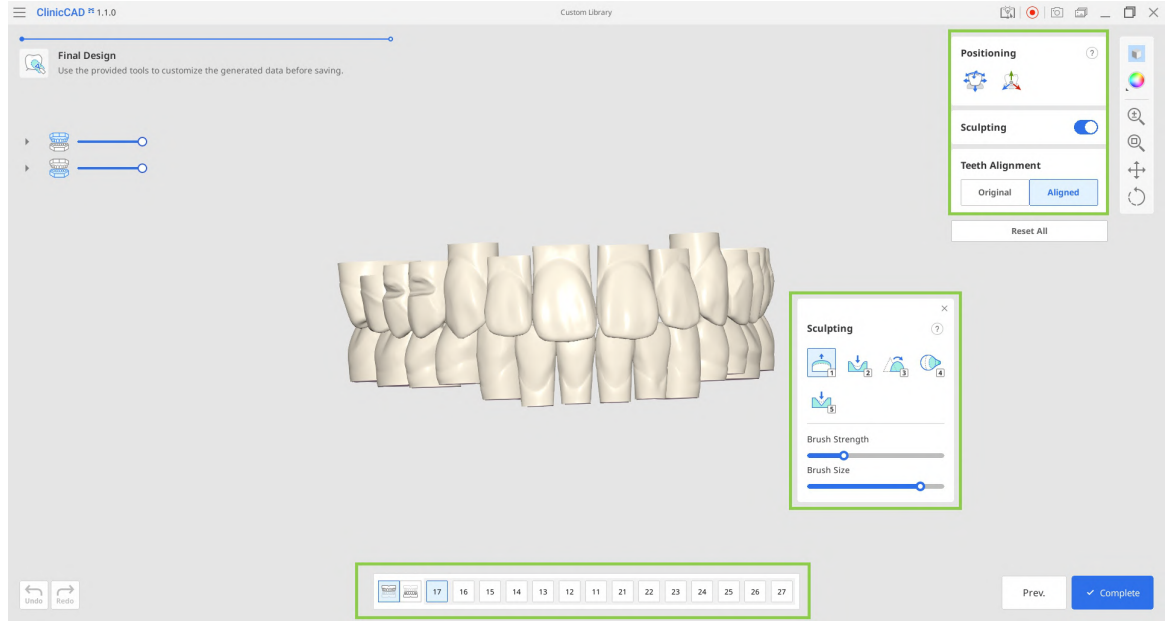 ClinicCAD 1.1.0
Custom Library
Final Design
Use the provided tools to customize the generated data before saving.
Positioning
?
Sculpting
Teeth Alignment
Original Aligned
Reset All
Sculpting
?
1 2 3 4
5
Brush Strength
Brush Size
17 16 15 14 13 12 11 21 22 23 24 25 26 27
Undo Redo
Prev. Complete